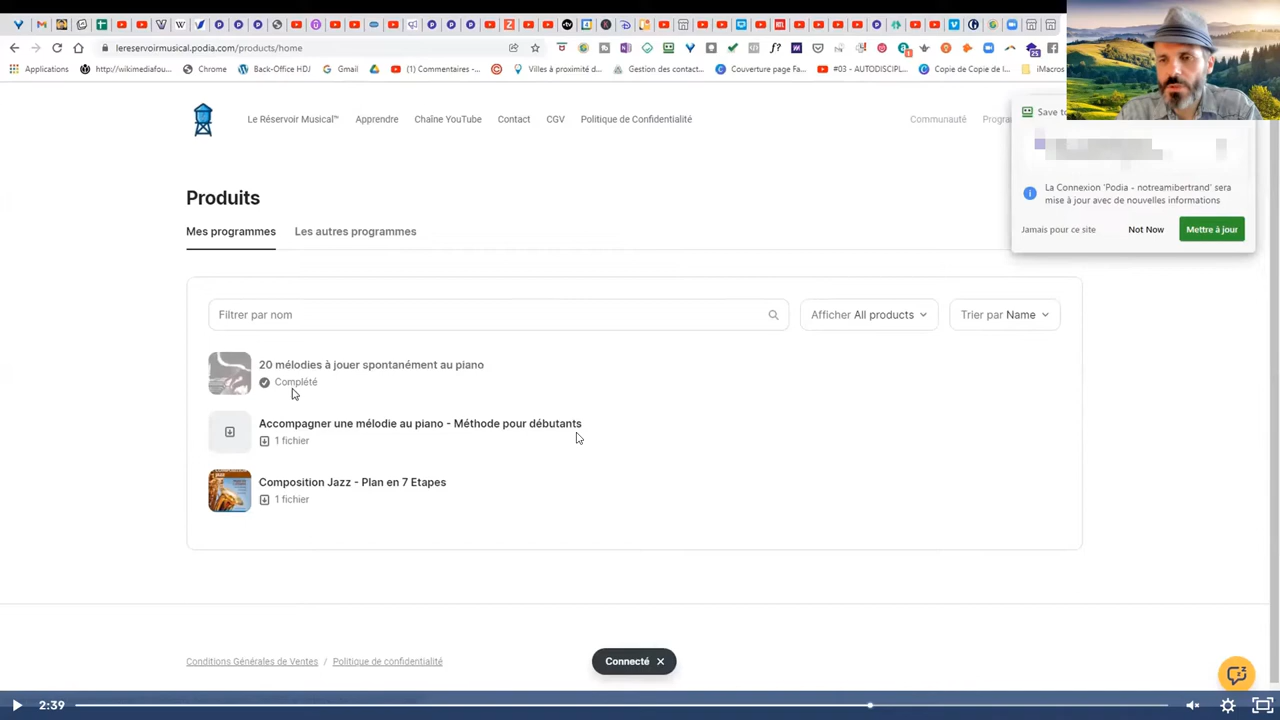 lereservoirmusical.podia.com/products/home
25
Applications
http://wikimediafou...
Chrome
Back-Office HDJ
Gmail
(1) Commentaires -...
Villes à proximité d...
Gestion des contact...
Couverture page Fa...
#03 - AUTODISCIPL...
Copie de Copie de l...
iMacros
Le Réservoir Musical™
Apprendre
Chaîne YouTube
Contact
CGV
Politique de Confidentialité
Communauté
Save to
La Connexion 'Podia - notreamibertrand' sera
mise à jour avec de nouvelles informations
Jamais pour ce site
Not Now
Mettre à jour
Produits
Mes programmes
Les autres programmes
Filtrer par nom
Afficher All products
Trier par Name
20 mélodies à jouer spontanément au piano
Complété
Accompagner une mélodie au piano - Méthode pour débutants
1 fichier
Composition Jazz - Plan en 7 Etapes
1 fichier
Conditions Générales de Ventes / Politique de confidentialité
Connecté
2:39